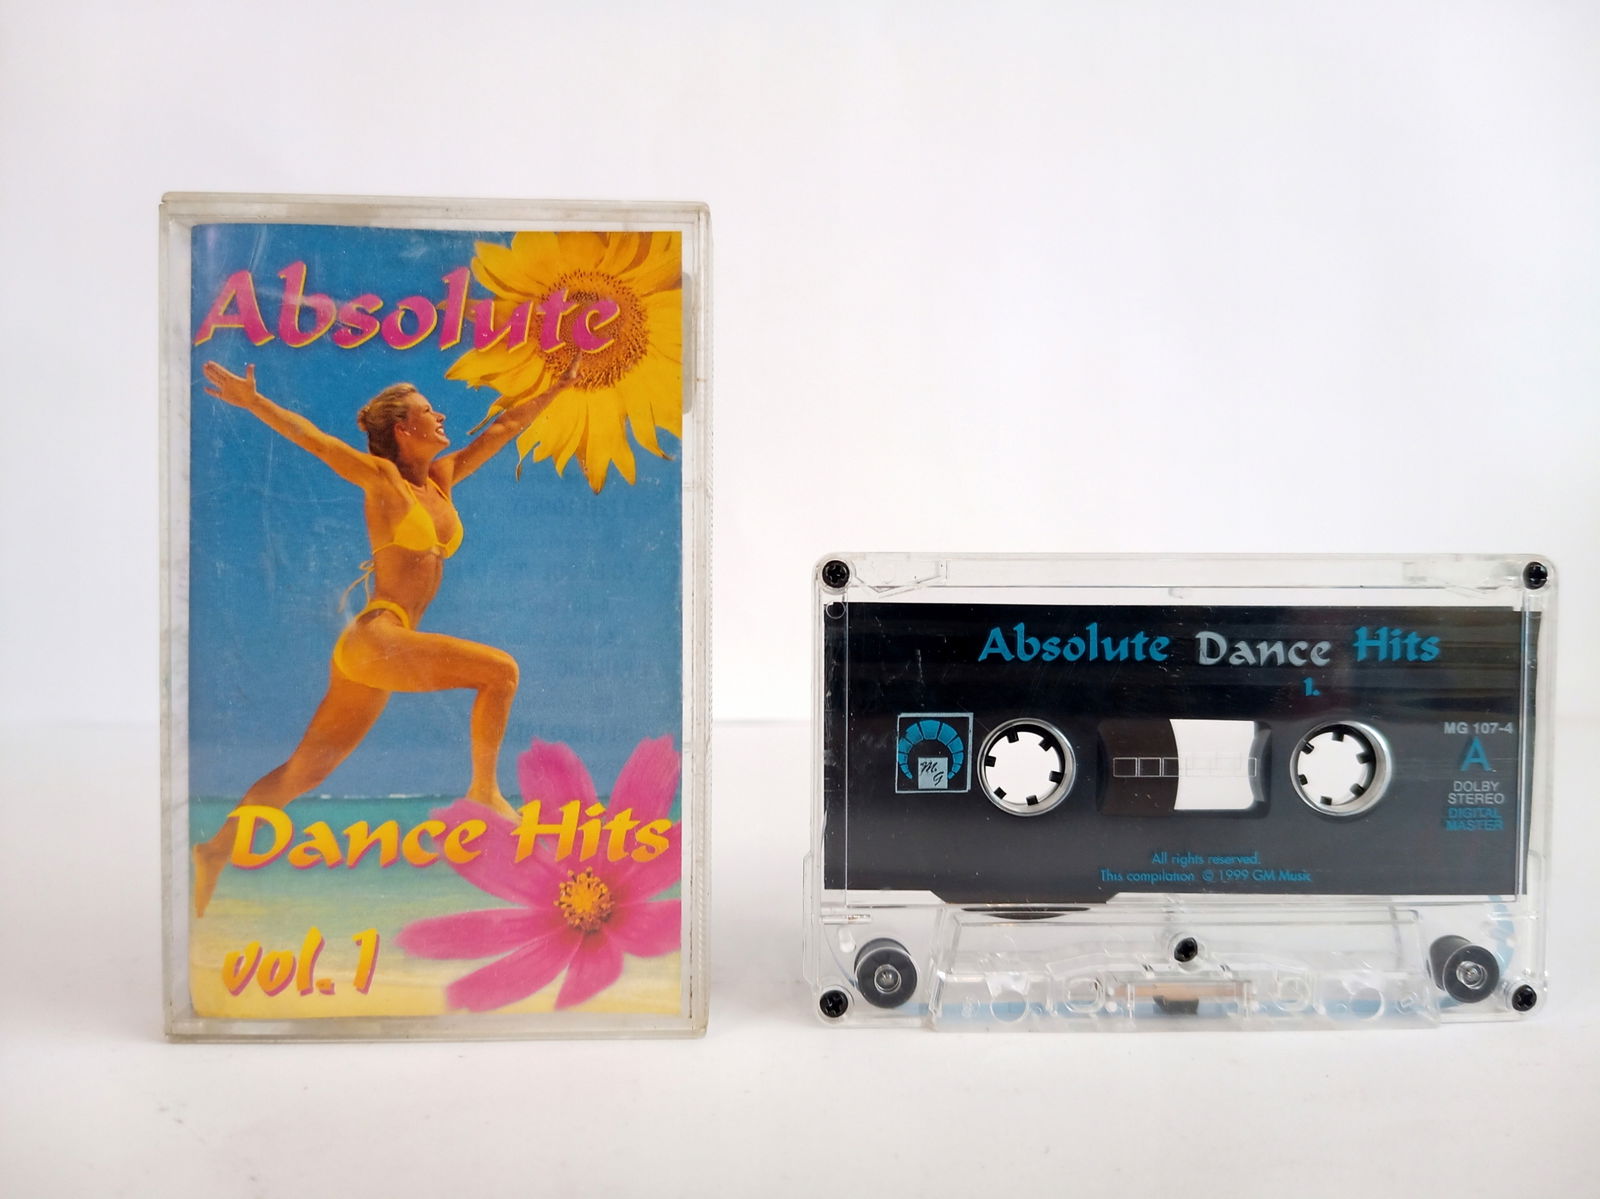 Absolute
Dance Hits
vol. 1
Absolute Dance Hits
1.
MG
MG 107-4
A
DOLBY
STEREO
DIGITAL
MASTER
All rights reserved.
This compilation © 1999 GM Music